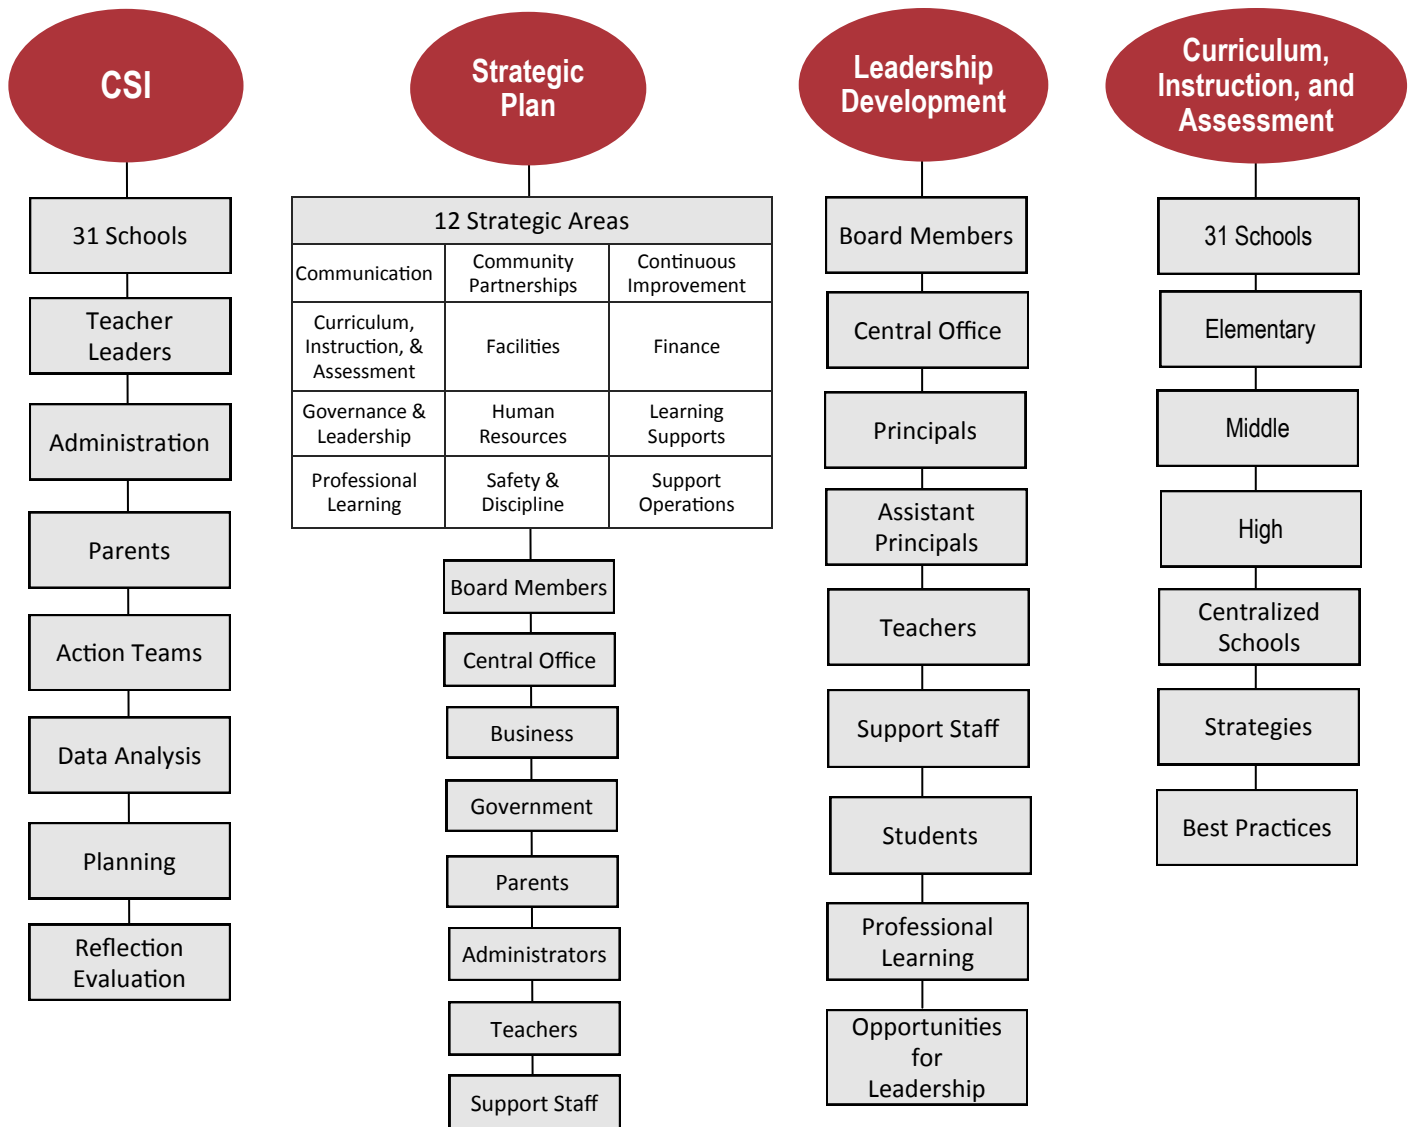 CSI
31 Schools
Teacher
Leaders
Administration
Parents
Action Teams
Data Analysis
Planning
Reflection
Evaluation
Strategic
Plan
12 Strategic Areas
Communication
Community
Partnerships
Continuous
Improvement
Curriculum,
Instruction, &
Assessment
Facilities
Finance
Governance &
Leadership
Human
Resources
Learning
Supports
Professional
Learning
Safety &
Discipline
Support
Operations
Board Members
Central Office
Business
Government
Parents
Administrators
Teachers
Support Staff
Leadership
Development
Board Members
Central Office
Principals
Assistant
Principals
Teachers
Support Staff
Students
Professional
Learning
Opportunities
for
Leadership
Curriculum,
Instruction, and
Assessment
31 Schools
Elementary
Middle
High
Centralized
Schools
Strategies
Best Practices